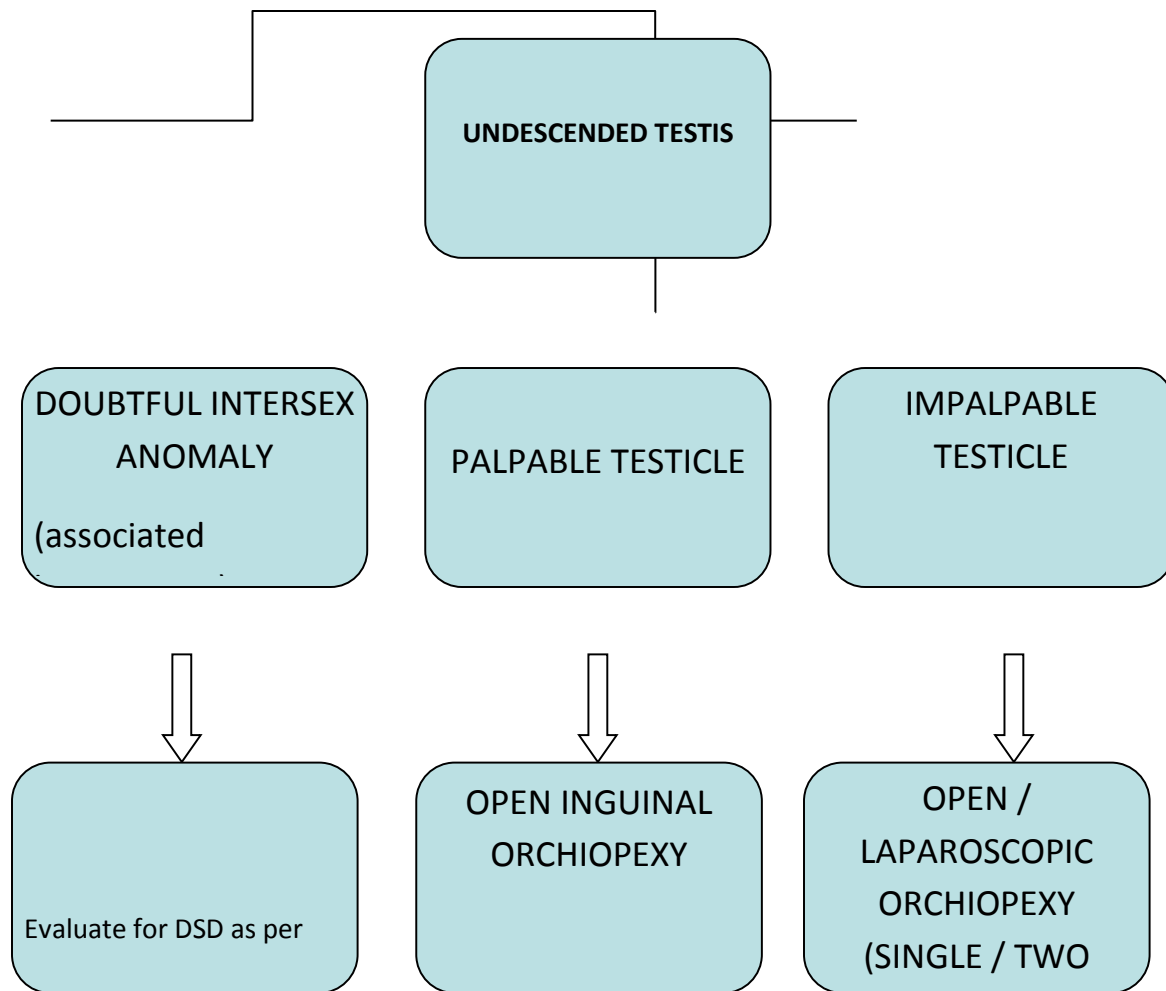 UNDESCENDED TESTIS
DOUBTFUL INTERSEX
ANOMALY
(associated
PALPABLE TESTICLE
IMPALPABLE
TESTICLE
Evaluate for DSD as per
OPEN INGUINAL
ORCHIOPEXY
OPEN /
LAPAROSCOPIC
ORCHIOPEXY
(SINGLE / TWO